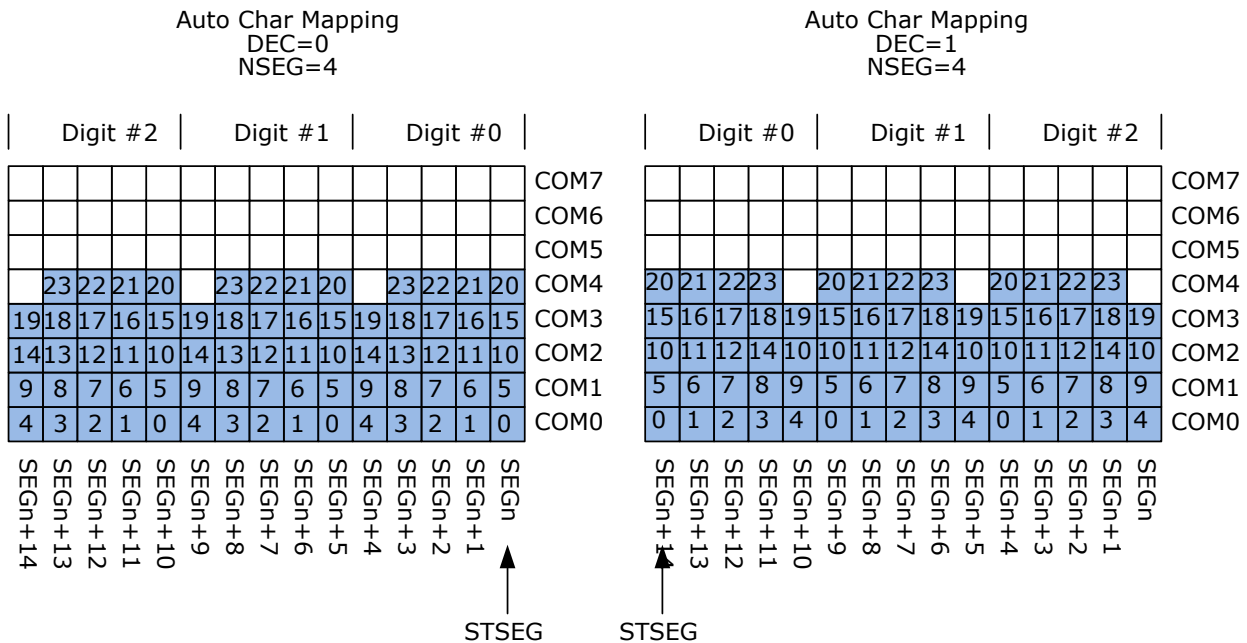 Auto Char Mapping
DEC=0
NSEG=4
Digit #2 Digit #1 Digit #0
COM7
COM6
COM5
23 22 21 20 23 22 21 20 23 22 21 20 COM4
19 18 17 16 15 19 18 17 16 15 19 18 17 16 15 COM3
14 13 12 11 10 14 13 12 11 10 14 13 12 11 10 COM2
9 8 7 6 5 9 8 7 6 5 9 8 7 6 5 COM1
4 3 2 1 0 4 3 2 1 0 4 3 2 1 0 COM0
SEGn+14 SEGn+13 SEGn+12 SEGn+11 SEGn+10 SEGn+9 SEGn+8 SEGn+7 SEGn+6 SEGn+5 SEGn+4 SEGn+3 SEGn+2 SEGn+1 SEGn
STSEG
Auto Char Mapping
DEC=1
NSEG=4
Digit #0 Digit #1 Digit #2
COM7
COM6
COM5
20 21 22 23 20 21 22 23 20 21 22 23 COM4
15 16 17 18 19 15 16 17 18 19 15 16 17 18 19 COM3
10 11 12 14 10 10 11 12 14 10 10 11 12 14 10 COM2
5 6 7 8 9 5 6 7 8 9 5 6 7 8 9 COM1
0 1 2 3 4 0 1 2 3 4 0 1 2 3 4 COM0
SEGn+14 SEGn+13 SEGn+12 SEGn+11 SEGn+10 SEGn+9 SEGn+8 SEGn+7 SEGn+6 SEGn+5 SEGn+4 SEGn+3 SEGn+2 SEGn+1 SEGn
STSEG